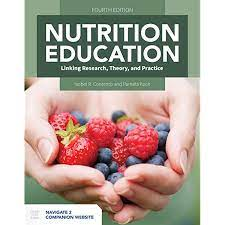 FOURTH EDITION
NUTRITION
EDUCATION
Linking Research, Theory, and Practice
Isobel R. Contento and Pamela Koch
NAVIGATE 2
COMPANION WEBSITE